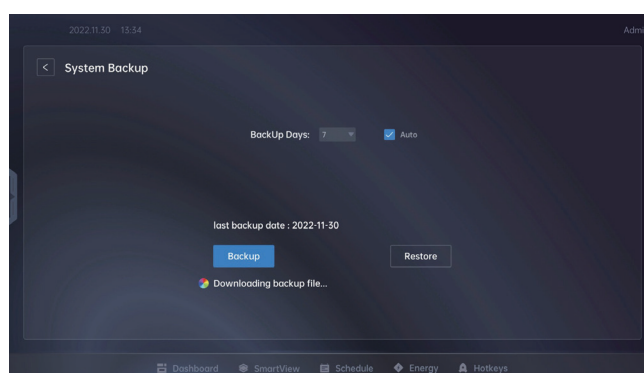 2022.11.30 13:34 Admi
< System Backup
BackUp Days: 7 Auto
last backup date : 2022-11-30
Backup Restore
Downloading backup file...
Dashboard SmartView Schedule Energy Hotkeys